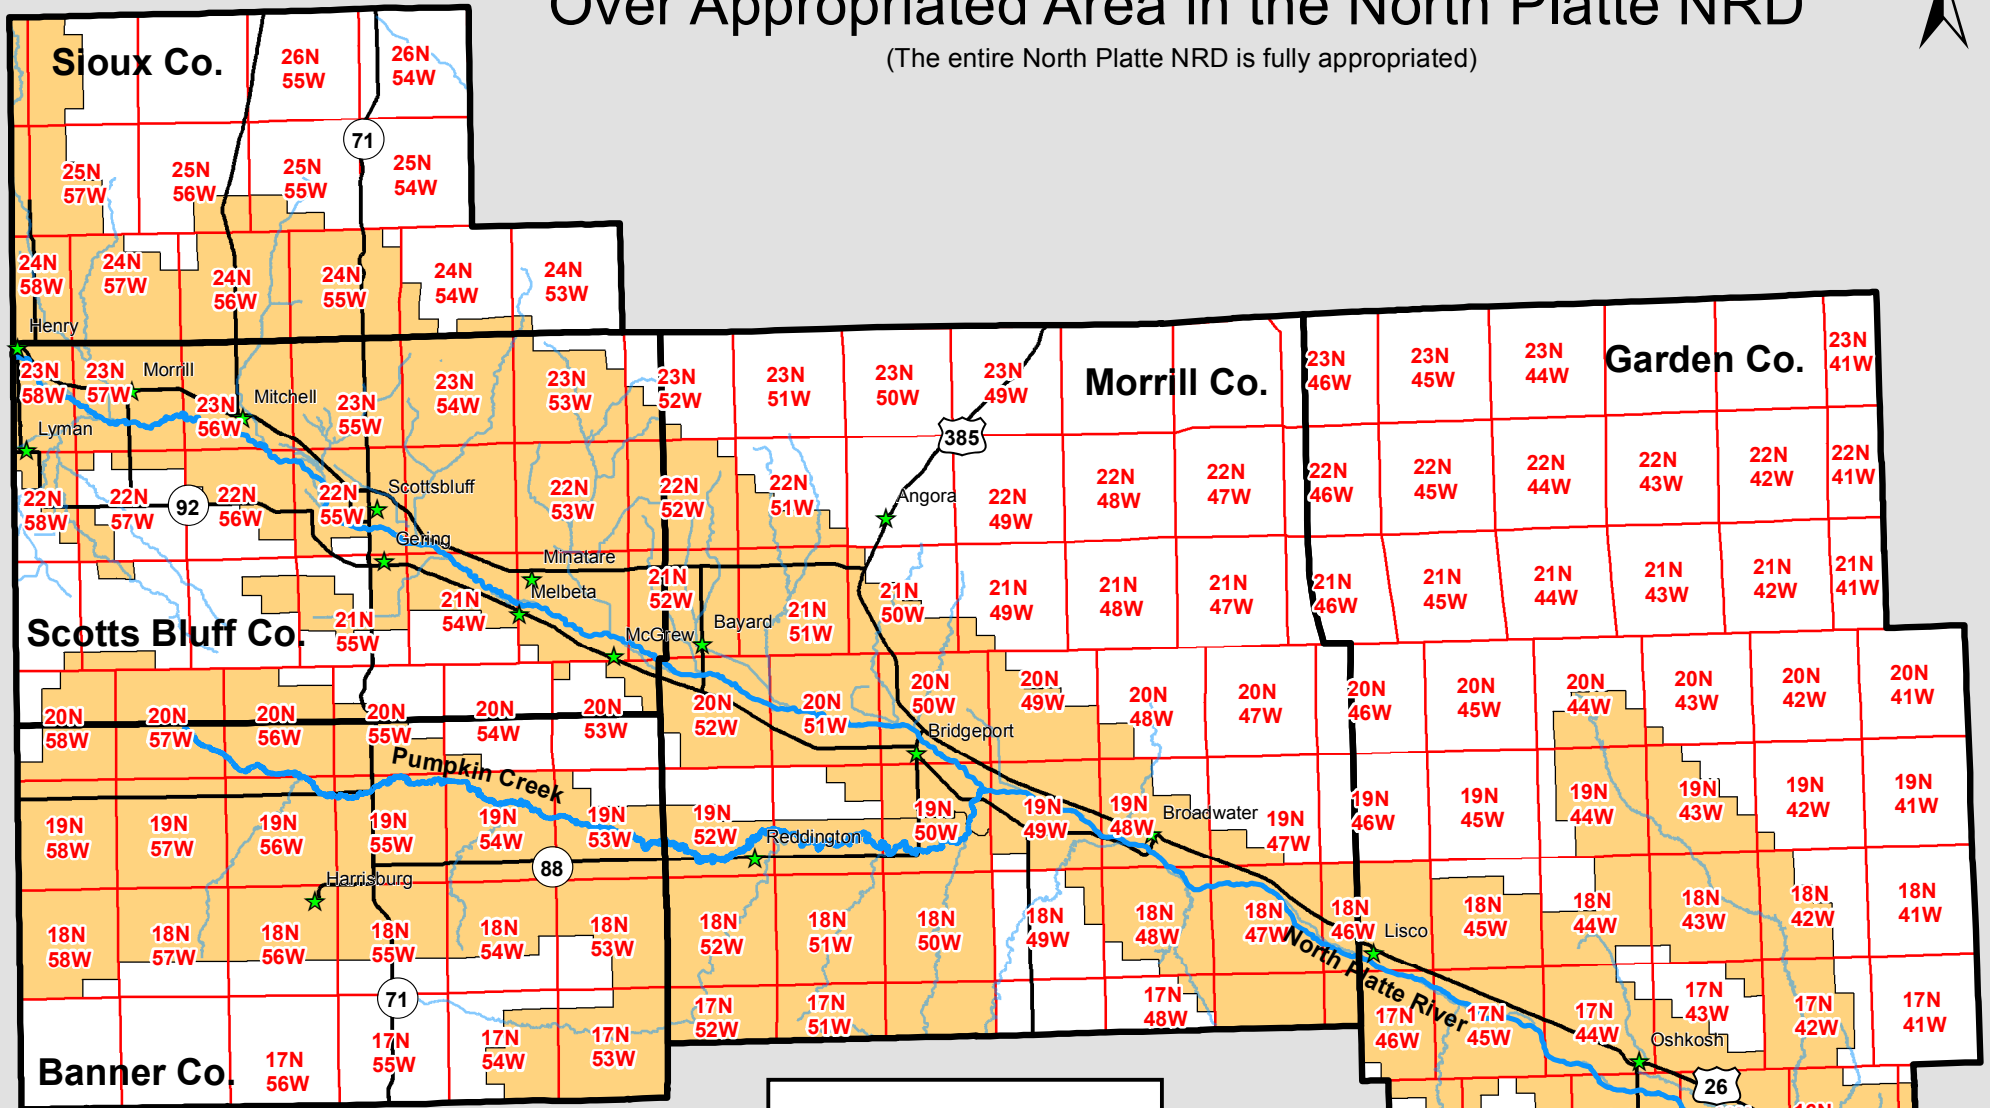 Over Appropriated Area in the North Platte NRD
(The entire North Platte NRD is fully appropriated)
Sioux Co.
26N
55W
26N
54W
71
25N
57W
25N
56W
25N
55W
25N
54W
24N
58W
24N
57W
24N
56W
24N
55W
24N
54W
24N
53W
Henry
23N
58W
23N
57W
Morrill
23N
56W
Mitchell
23N
55W
23N
54W
23N
53W
23N
52W
23N
51W
23N
50W
23N
49W
Morrill Co.
23N
46W
23N
45W
23N
44W
Garden Co.
23N
41W
Lyman
385
22N
58W
22N
57W
92
22N
56W
22N
55W
Scottsbluff
22N
53W
22N
52W
22N
51W
Angora
22N
49W
22N
48W
22N
47W
22N
46W
22N
45W
22N
44W
22N
43W
22N
42W
22N
41W
Gering
Minatare
Melbeta
Scotts Bluff Co.
21N
55W
21N
54W
McGrew
21N
52W
Bayard
21N
51W
21N
50W
21N
49W
21N
48W
21N
47W
21N
46W
21N
45W
21N
44W
21N
43W
21N
42W
21N
41W
20N
58W
20N
57W
20N
56W
20N
55W
20N
54W
20N
53W
20N
52W
20N
51W
20N
50W
20N
49W
20N
48W
20N
47W
20N
46W
20N
45W
20N
44W
20N
43W
20N
42W
20N
41W
Bridgeport
Pumpkin Creek
19N
58W
19N
57W
19N
56W
19N
55W
19N
54W
19N
53W
19N
52W
Reddington
19N
50W
19N
49W
19N
48W
Broadwater
19N
47W
19N
46W
19N
45W
19N
44W
19N
43W
19N
42W
19N
41W
88
Harrisburg
18N
58W
18N
57W
18N
56W
18N
55W
18N
54W
18N
53W
18N
52W
18N
51W
18N
50W
18N
49W
18N
48W
18N
47W
18N
46W
Lisco
18N
45W
18N
44W
18N
43W
18N
42W
18N
41W
North Platte River
71
Banner Co.
17N
56W
17N
55W
17N
54W
17N
53W
17N
52W
17N
51W
17N
48W
17N
46W
17N
45W
17N
44W
17N
43W
17N
42W
17N
41W
Oshkosh
26